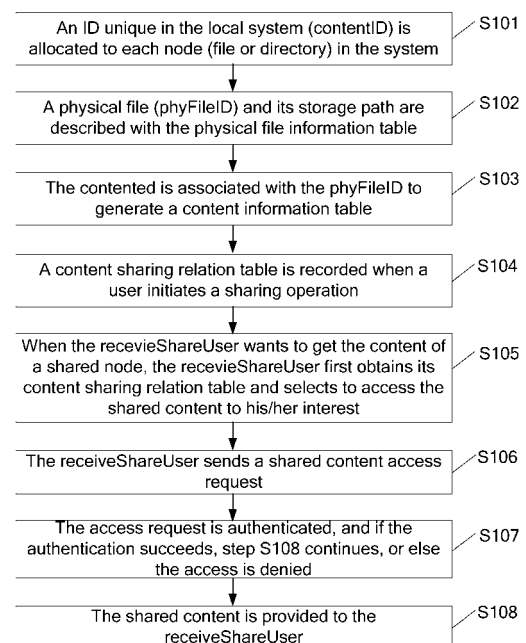 An ID unique in the local system (contentID) is
allocated to each node (file or directory) in the system
S101
A physical file (phyFileID) and its storage path are
described with the physical file information table
S102
The contented is associated with the phyFileID to
generate a content information table
S103
A content sharing relation table is recorded when a
user initiates a sharing operation
S104
When the recevieShareUser wants to get the content of
a shared node, the recevieShareUser first obtains its
content sharing relation table and selects to access the
shared content to his/her interest
S105
The receiveShareUser sends a shared content access
request
S106
The access request is authenticated, and if the
authentication succeeds, step S108 continues, or else
the access is denied
S107
The shared content is provided to the
receiveShareUser
S108